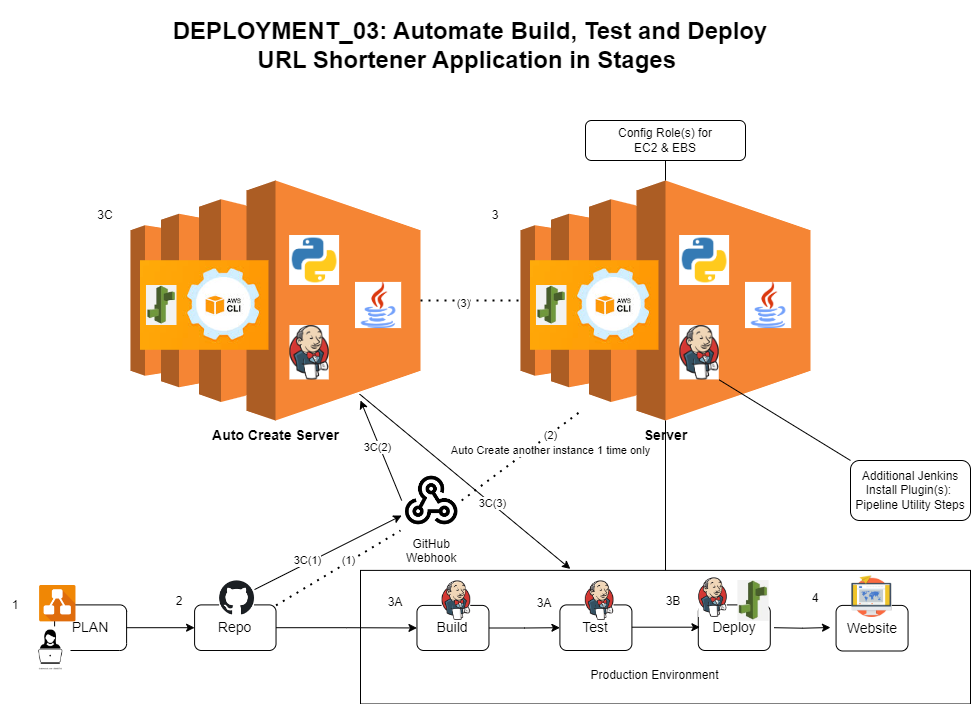 DEPLOYMENT_03: Automate Build, Test and Deploy
URL Shortener Application in Stages
Config Role(s) for
EC2 & EBS
3C
3
AWS
CLI
(3)
AWS
CLI
Auto Create Server
Server
(2)
Auto Create another instance 1 time only
3C(2)
Additional Jenkins
Install Plugin(s):
Pipeline Utility Steps
3C(3)
GitHub
Webhook
3C(1)
(1)
1
PLAN
2
Repo
3A
Build
3A
Test
3B
Deploy
4
Website
Production Environment